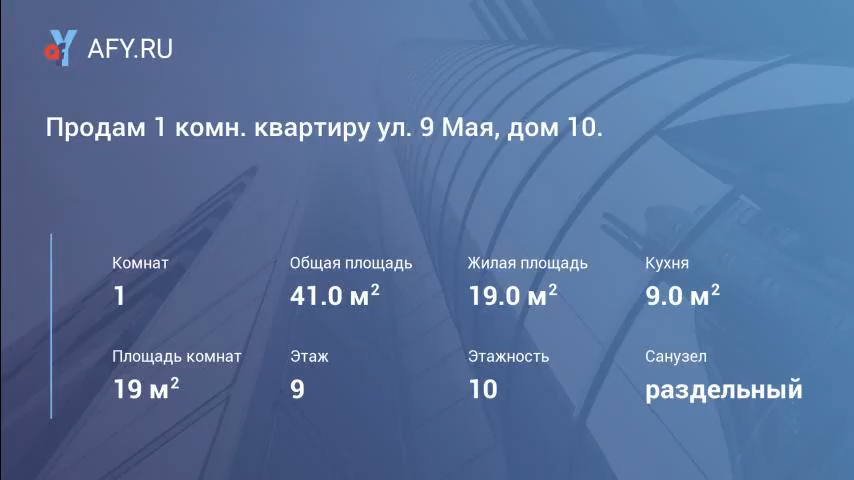 AFY.RU
Продам 1 комн. квартиру ул. 9 Мая, дом 10.
Комнат Общая площадь Жилая площадь Кухня
1 41.0 м² 19.0 м² 9.0 м²
Площадь комнат Этаж Этажность Санузел
19 м² 9 10 раздельный